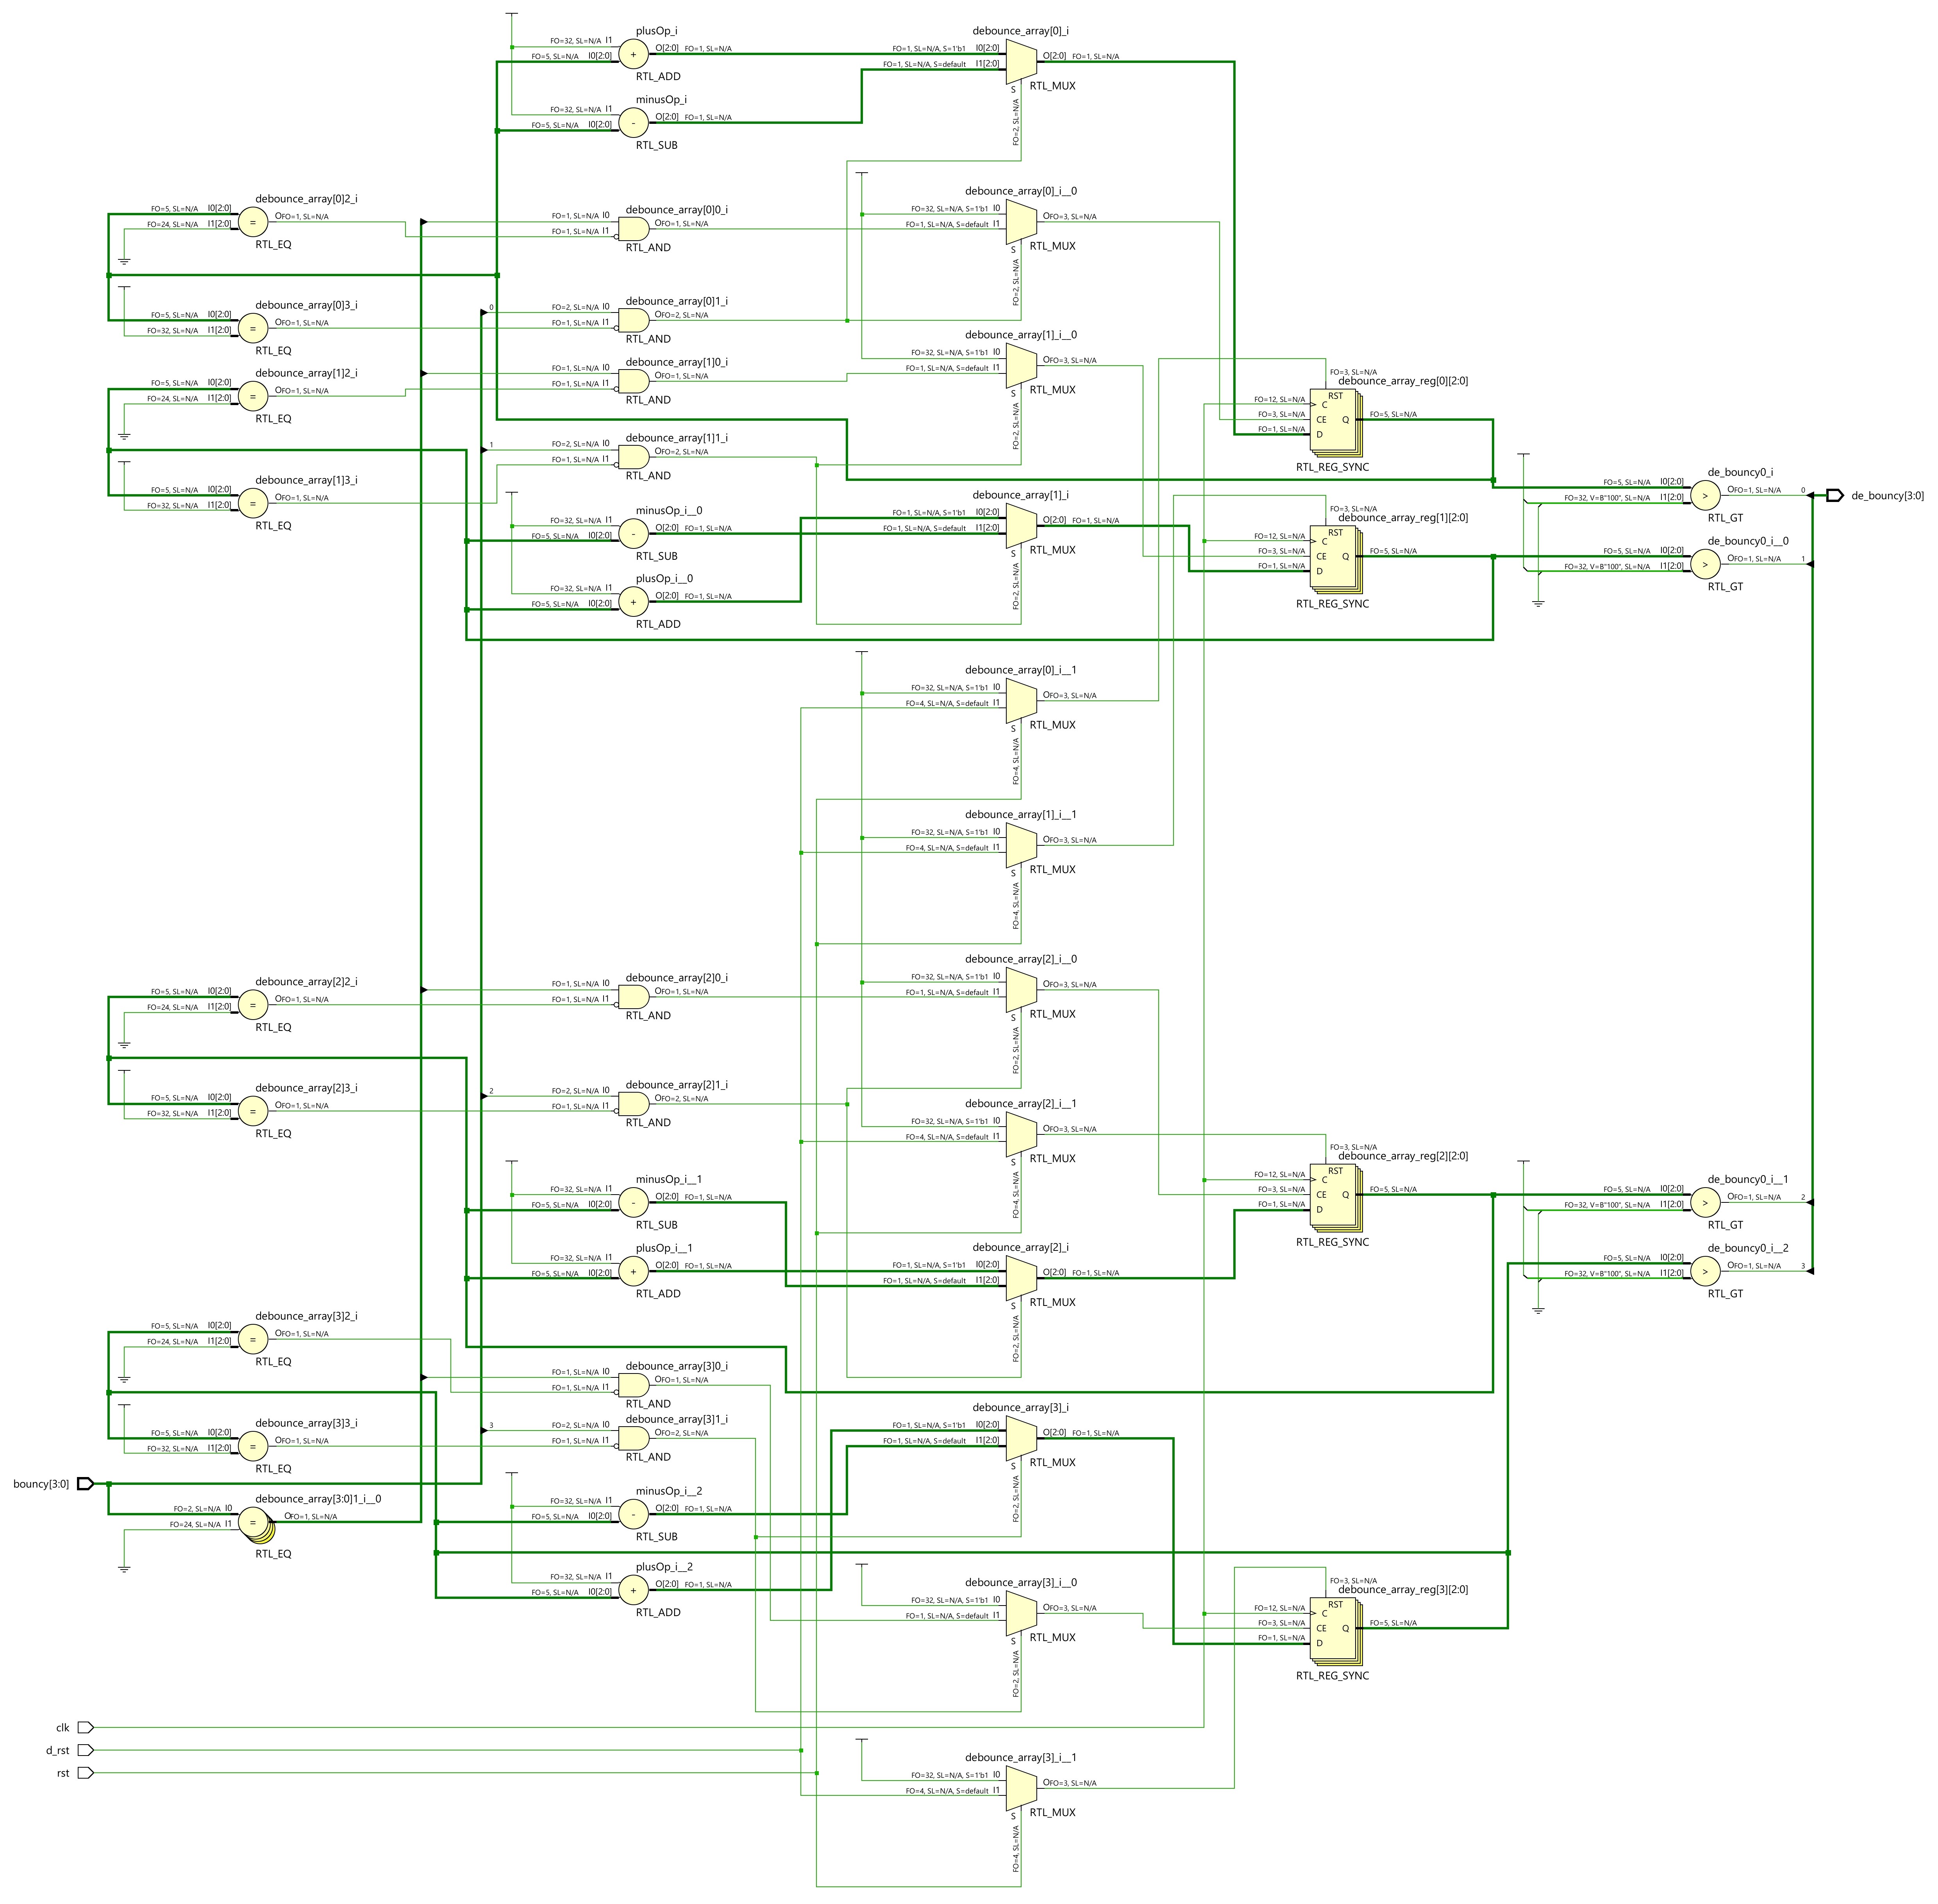 plusOp_i
FO=32, SL=N/A I1
FO=5, SL=N/A I0[2:0]
+
O[2:0] FO=1, SL=N/A
RTL_ADD
debounce_array[0]_i
FO=1, SL=N/A, S=1'b1 I0[2:0]
FO=1, SL=N/A, S=default I1[2:0]
O[2:0] FO=1, SL=N/A
S
RTL_MUX
FO=2, SL=N/A
minusOp_i
FO=32, SL=N/A I1
FO=5, SL=N/A I0[2:0]
-
O[2:0] FO=1, SL=N/A
RTL_SUB
debounce_array[0]2_i
FO=5, SL=N/A I0[2:0]
FO=24, SL=N/A I1[2:0]
=
OFO=1, SL=N/A
RTL_EQ
debounce_array[0]0_i
FO=1, SL=N/A I0
FO=1, SL=N/A I1
OFO=1, SL=N/A
RTL_AND
debounce_array[0]_i__0
FO=32, SL=N/A, S=1'b1 I0
FO=1, SL=N/A, S=default I1
OFO=3, SL=N/A
S
RTL_MUX
FO=2, SL=N/A
debounce_array[0]3_i
FO=5, SL=N/A I0[2:0]
FO=32, SL=N/A I1[2:0]
=
OFO=1, SL=N/A
RTL_EQ
0
debounce_array[0]1_i
FO=2, SL=N/A I0
FO=1, SL=N/A I1
OFO=2, SL=N/A
RTL_AND
debounce_array[1]2_i
FO=5, SL=N/A I0[2:0]
FO=24, SL=N/A I1[2:0]
=
OFO=1, SL=N/A
RTL_EQ
debounce_array[1]0_i
FO=1, SL=N/A I0
FO=1, SL=N/A I1
OFO=1, SL=N/A
RTL_AND
debounce_array[1]_i__0
FO=32, SL=N/A, S=1'b1 I0
FO=1, SL=N/A, S=default I1
OFO=3, SL=N/A
S
RTL_MUX
FO=2, SL=N/A
FO=3, SL=N/A
debounce_array_reg[0][2:0]
RST
FO=12, SL=N/A C
FO=3, SL=N/A CE
FO=1, SL=N/A D
Q FO=5, SL=N/A
RTL_REG_SYNC
debounce_array[1]3_i
FO=5, SL=N/A I0[2:0]
FO=32, SL=N/A I1[2:0]
=
OFO=1, SL=N/A
RTL_EQ
1
debounce_array[1]1_i
FO=2, SL=N/A I0
FO=1, SL=N/A I1
OFO=2, SL=N/A
RTL_AND
minusOp_i__0
FO=32, SL=N/A I1
FO=5, SL=N/A I0[2:0]
-
O[2:0] FO=1, SL=N/A
RTL_SUB
debounce_array[1]_i
FO=1, SL=N/A, S=1'b1 I0[2:0]
FO=1, SL=N/A, S=default I1[2:0]
O[2:0] FO=1, SL=N/A
S
RTL_MUX
FO=2, SL=N/A
FO=3, SL=N/A
debounce_array_reg[1][2:0]
RST
FO=12, SL=N/A C
FO=3, SL=N/A CE
FO=1, SL=N/A D
Q FO=5, SL=N/A
RTL_REG_SYNC
de_bouncy0_i
FO=5, SL=N/A I0[2:0]
FO=32, V=B"100", SL=N/A I1[2:0]
>
OFO=1, SL=N/A
0
RTL_GT
de_bouncy[3:0]
de_bouncy0_i__0
FO=5, SL=N/A I0[2:0]
FO=32, V=B"100", SL=N/A I1[2:0]
>
OFO=1, SL=N/A
1
RTL_GT
plusOp_i__0
FO=32, SL=N/A I1
FO=5, SL=N/A I0[2:0]
+
O[2:0] FO=1, SL=N/A
RTL_ADD
debounce_array[0]_i__1
FO=32, SL=N/A, S=1'b1 I0
FO=4, SL=N/A, S=default I1
OFO=3, SL=N/A
S
RTL_MUX
FO=4, SL=N/A
debounce_array[1]_i__1
FO=32, SL=N/A, S=1'b1 I0
FO=4, SL=N/A, S=default I1
OFO=3, SL=N/A
S
RTL_MUX
FO=4, SL=N/A
debounce_array[2]2_i
FO=5, SL=N/A I0[2:0]
FO=24, SL=N/A I1[2:0]
=
OFO=1, SL=N/A
RTL_EQ
debounce_array[2]0_i
FO=1, SL=N/A I0
FO=1, SL=N/A I1
OFO=1, SL=N/A
RTL_AND
debounce_array[2]_i__0
FO=32, SL=N/A, S=1'b1 I0
FO=1, SL=N/A, S=default I1
OFO=3, SL=N/A
S
RTL_MUX
FO=2, SL=N/A
debounce_array[2]3_i
FO=5, SL=N/A I0[2:0]
FO=32, SL=N/A I1[2:0]
=
OFO=1, SL=N/A
RTL_EQ
2
debounce_array[2]1_i
FO=2, SL=N/A I0
FO=1, SL=N/A I1
OFO=2, SL=N/A
RTL_AND
debounce_array[2]_i__1
FO=32, SL=N/A, S=1'b1 I0
FO=4, SL=N/A, S=default I1
OFO=3, SL=N/A
S
RTL_MUX
FO=4, SL=N/A
FO=3, SL=N/A
debounce_array_reg[2][2:0]
RST
FO=12, SL=N/A C
FO=3, SL=N/A CE
FO=1, SL=N/A D
Q FO=5, SL=N/A
RTL_REG_SYNC
minusOp_i__1
FO=32, SL=N/A I1
FO=5, SL=N/A I0[2:0]
-
O[2:0] FO=1, SL=N/A
RTL_SUB
de_bouncy0_i__1
FO=5, SL=N/A I0[2:0]
FO=32, V=B"100", SL=N/A I1[2:0]
>
OFO=1, SL=N/A
2
RTL_GT
plusOp_i__1
FO=32, SL=N/A I1
FO=5, SL=N/A I0[2:0]
+
O[2:0] FO=1, SL=N/A
RTL_ADD
debounce_array[2]_i
FO=1, SL=N/A, S=1'b1 I0[2:0]
FO=1, SL=N/A, S=default I1[2:0]
O[2:0] FO=1, SL=N/A
S
RTL_MUX
FO=2, SL=N/A
de_bouncy0_i__2
FO=5, SL=N/A I0[2:0]
FO=32, V=B"100", SL=N/A I1[2:0]
>
OFO=1, SL=N/A
3
RTL_GT
debounce_array[3]2_i
FO=5, SL=N/A I0[2:0]
FO=24, SL=N/A I1[2:0]
=
OFO=1, SL=N/A
RTL_EQ
debounce_array[3]0_i
FO=1, SL=N/A I0
FO=1, SL=N/A I1
OFO=1, SL=N/A
RTL_AND
debounce_array[3]3_i
FO=5, SL=N/A I0[2:0]
FO=32, SL=N/A I1[2:0]
=
OFO=1, SL=N/A
RTL_EQ
3
debounce_array[3]1_i
FO=2, SL=N/A I0
FO=1, SL=N/A I1
OFO=2, SL=N/A
RTL_AND
debounce_array[3]_i
FO=1, SL=N/A, S=1'b1 I0[2:0]
FO=1, SL=N/A, S=default I1[2:0]
O[2:0] FO=1, SL=N/A
S
RTL_MUX
FO=2, SL=N/A
bouncy[3:0]
debounce_array[3:0]1_i__0
FO=2, SL=N/A I0
FO=24, SL=N/A I1
=
OFO=1, SL=N/A
RTL_EQ
minusOp_i__2
FO=32, SL=N/A I1
FO=5, SL=N/A I0[2:0]
-
O[2:0] FO=1, SL=N/A
RTL_SUB
plusOp_i__2
FO=32, SL=N/A I1
FO=5, SL=N/A I0[2:0]
+
O[2:0] FO=1, SL=N/A
RTL_ADD
debounce_array[3]_i__0
FO=32, SL=N/A, S=1'b1 I0
FO=1, SL=N/A, S=default I1
OFO=3, SL=N/A
S
RTL_MUX
FO=2, SL=N/A
FO=3, SL=N/A
debounce_array_reg[3][2:0]
RST
FO=12, SL=N/A C
FO=3, SL=N/A CE
FO=1, SL=N/A D
Q FO=5, SL=N/A
RTL_REG_SYNC
clk
d_rst
rst
debounce_array[3]_i__1
FO=32, SL=N/A, S=1'b1 I0
FO=4, SL=N/A, S=default I1
OFO=3, SL=N/A
S
RTL_MUX
FO=4, SL=N/A